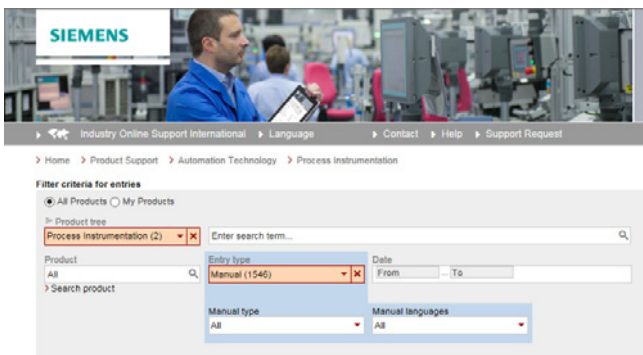 SIEMENS
Industry Online Support International Language Contact Help Support Request
Home Product Support Automation Technology Process Instrumentation
Filter criteria for entries
All Products My Products
Product tree
Process Instrumentation (2) Enter search term...
Product Entry type Date
All Manual (1546) From ... To
Search product
Manual type Manual languages
All All